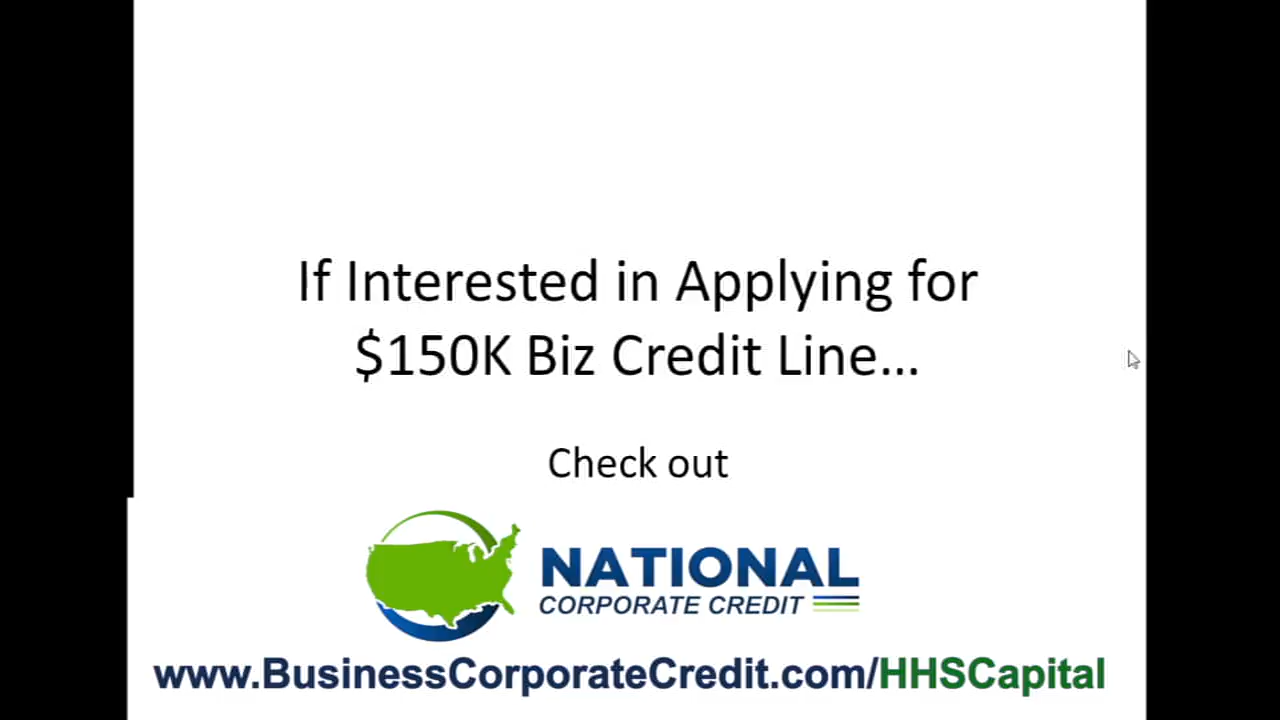 If Interested in Applying for
$150K Biz Credit Line...
Check out
NATIONAL
CORPORATE CREDIT
www.BusinessCorporateCredit.com/HHSCapital